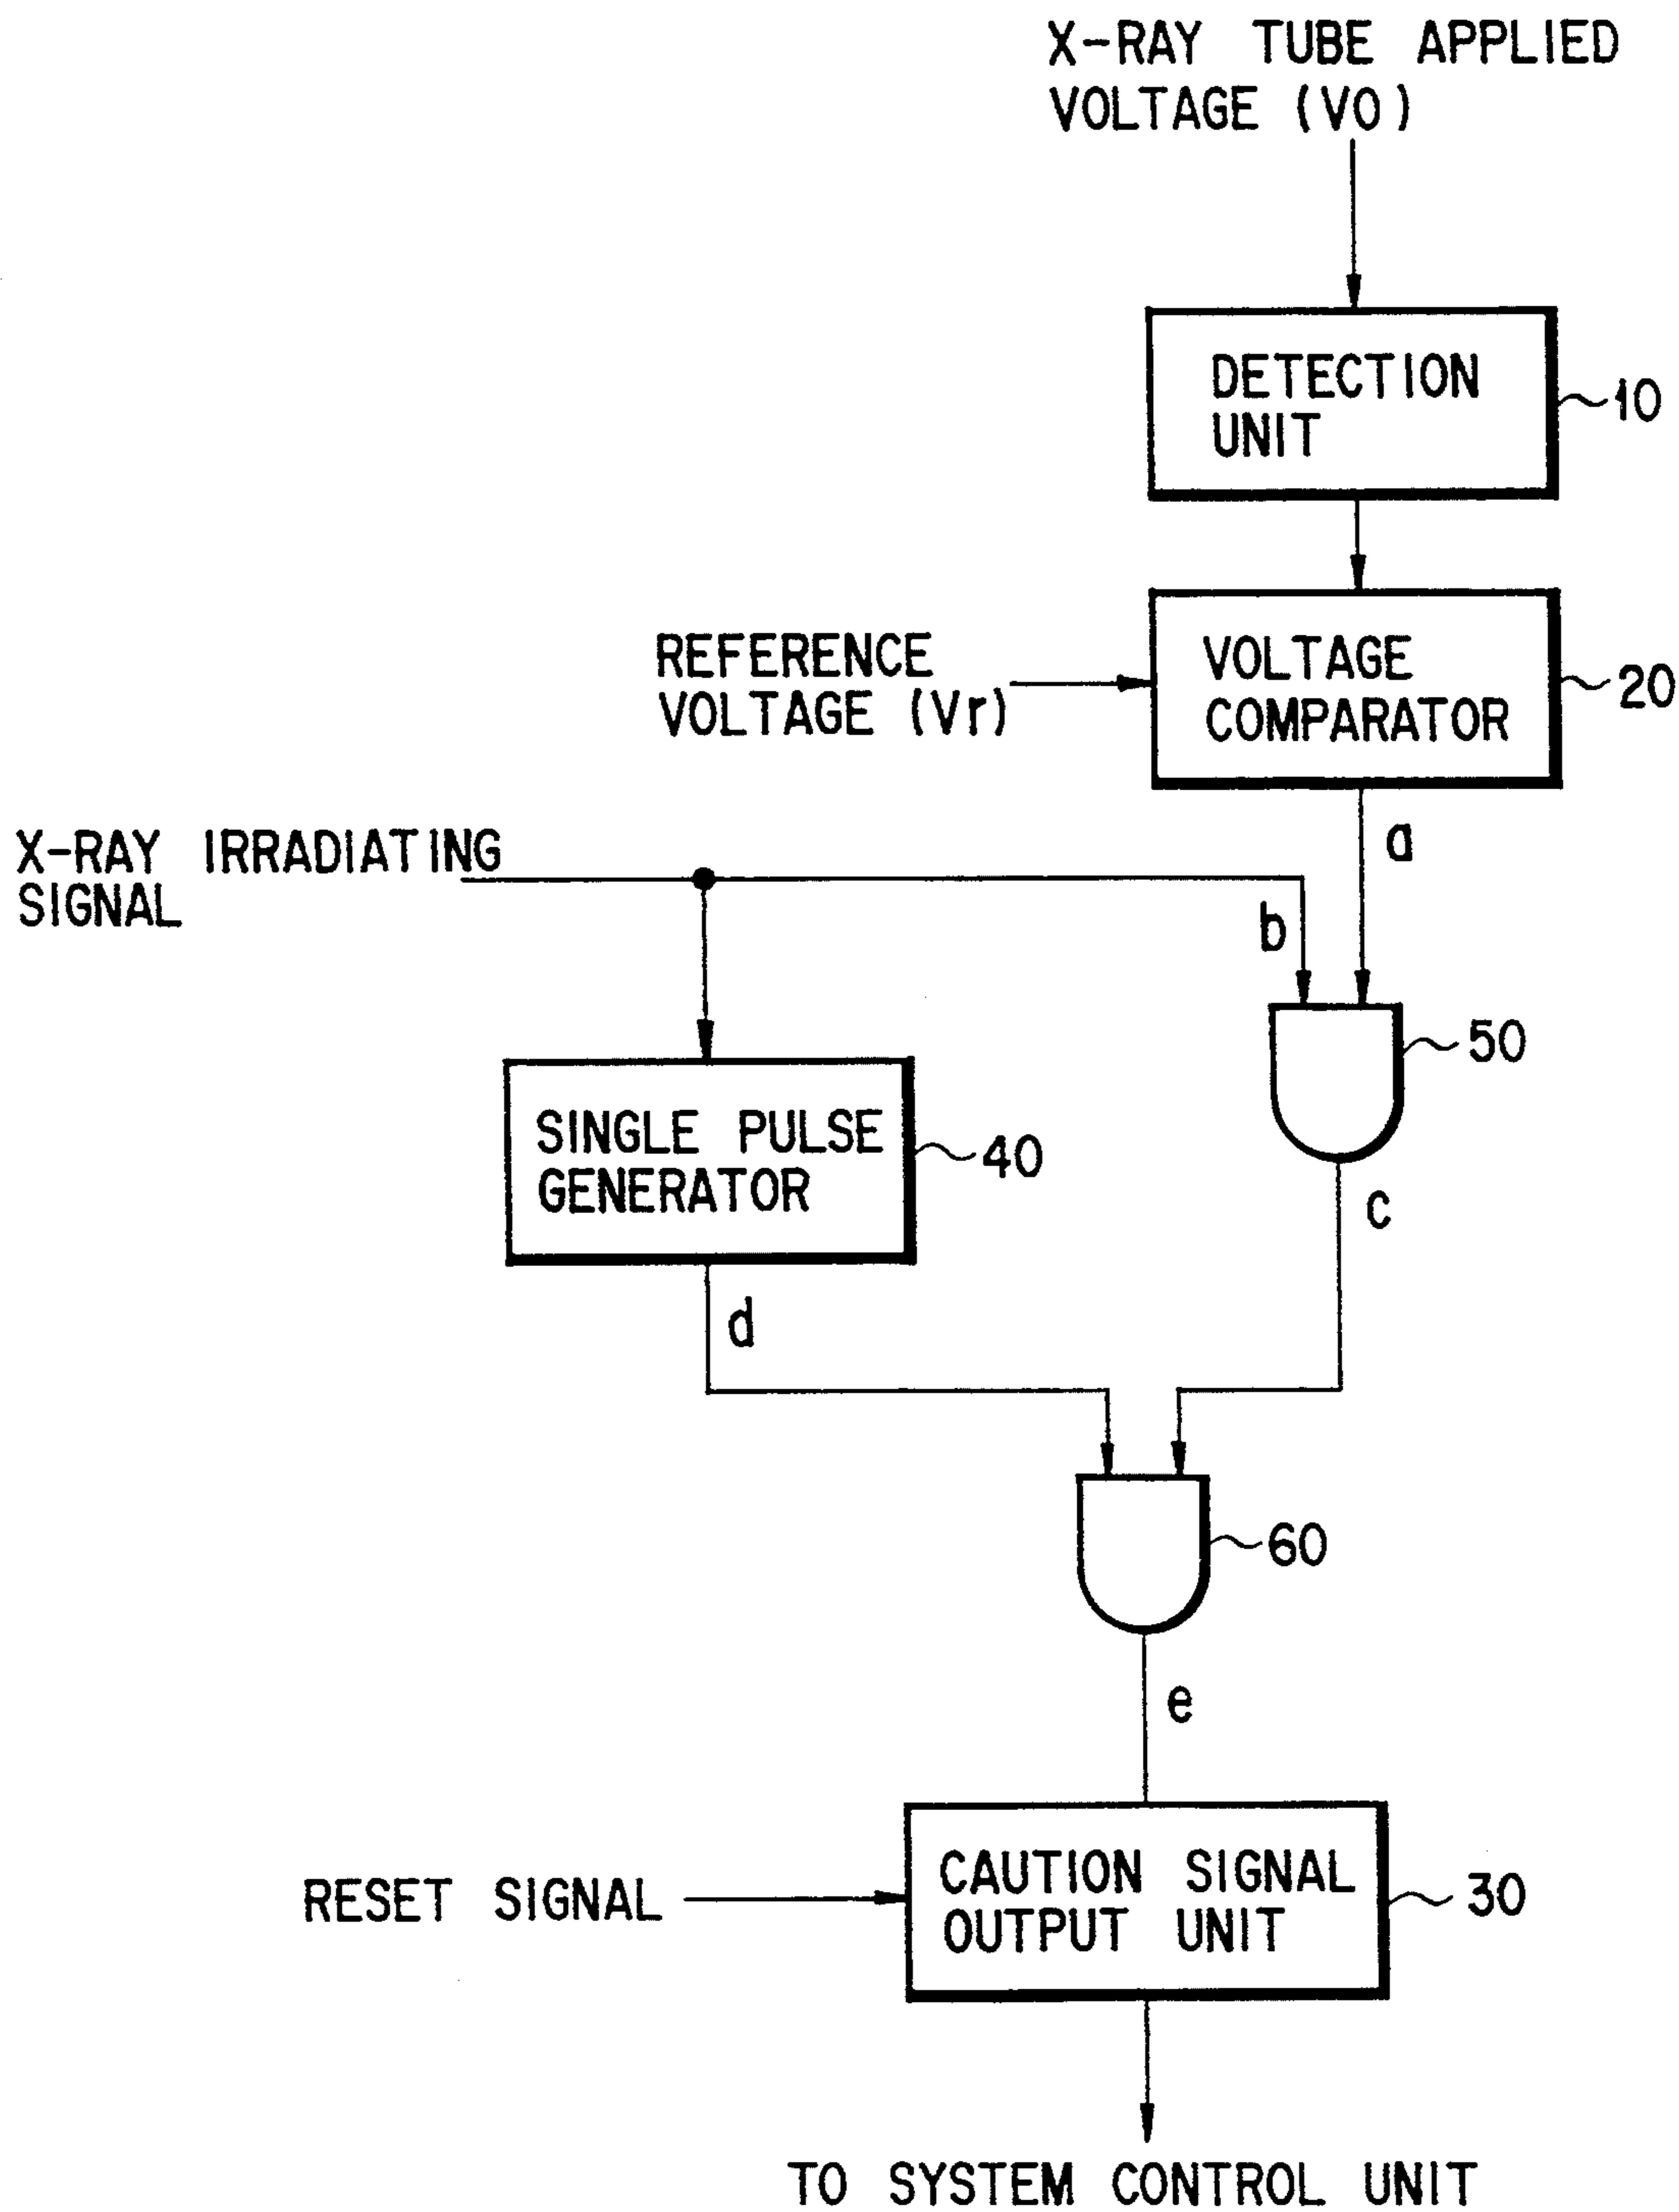 X-RAY TUBE APPLIED
VOLTAGE (VO)
DETECTION
UNIT
10
REFERENCE
VOLTAGE (Vr)
VOLTAGE
COMPARATOR
20
X-RAY IRRADIATING
SIGNAL
a
b
50
SINGLE PULSE
GENERATOR
40
c
d
60
e
RESET SIGNAL
CAUTION SIGNAL
OUTPUT UNIT
30
TO SYSTEM CONTROL UNIT